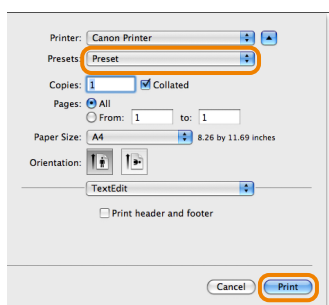 Printer: Canon Printer
Presets: Preset
Copies: 1 Collated
Pages: All
From: 1 to: 1
Paper Size: A4 8.26 by 11.69 inches
Orientation:
TextEdit
Print header and footer
Cancel Print